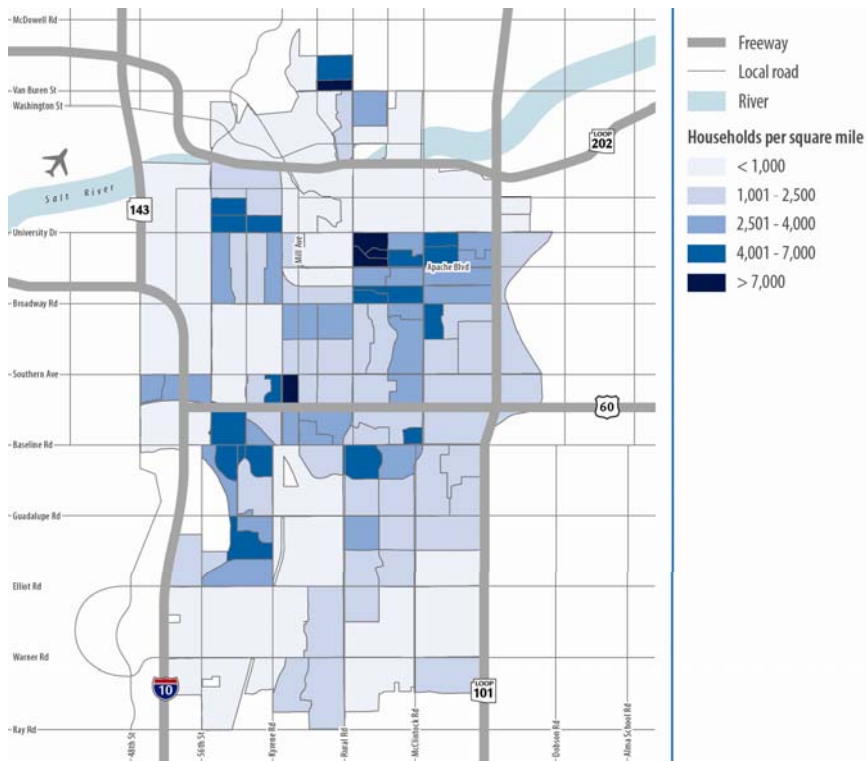 McDowell Rd
Van Buren St
Washington St
LOOP
202
Salt River
143
University Dr
Mill Ave
Apache Blvd
Broadway Rd
Southern Ave
60
Baseline Rd
Guadalupe Rd
Elliot Rd
Warner Rd
10
LOOP
101
Ray Rd
48th St
56th St
Kyrene Rd
Rural Rd
McClintock Rd
Dobson Rd
Alma School Rd
Freeway
Local road
River
Households per square mile
< 1,000
1,001 - 2,500
2,501 - 4,000
4,001 - 7,000
> 7,000